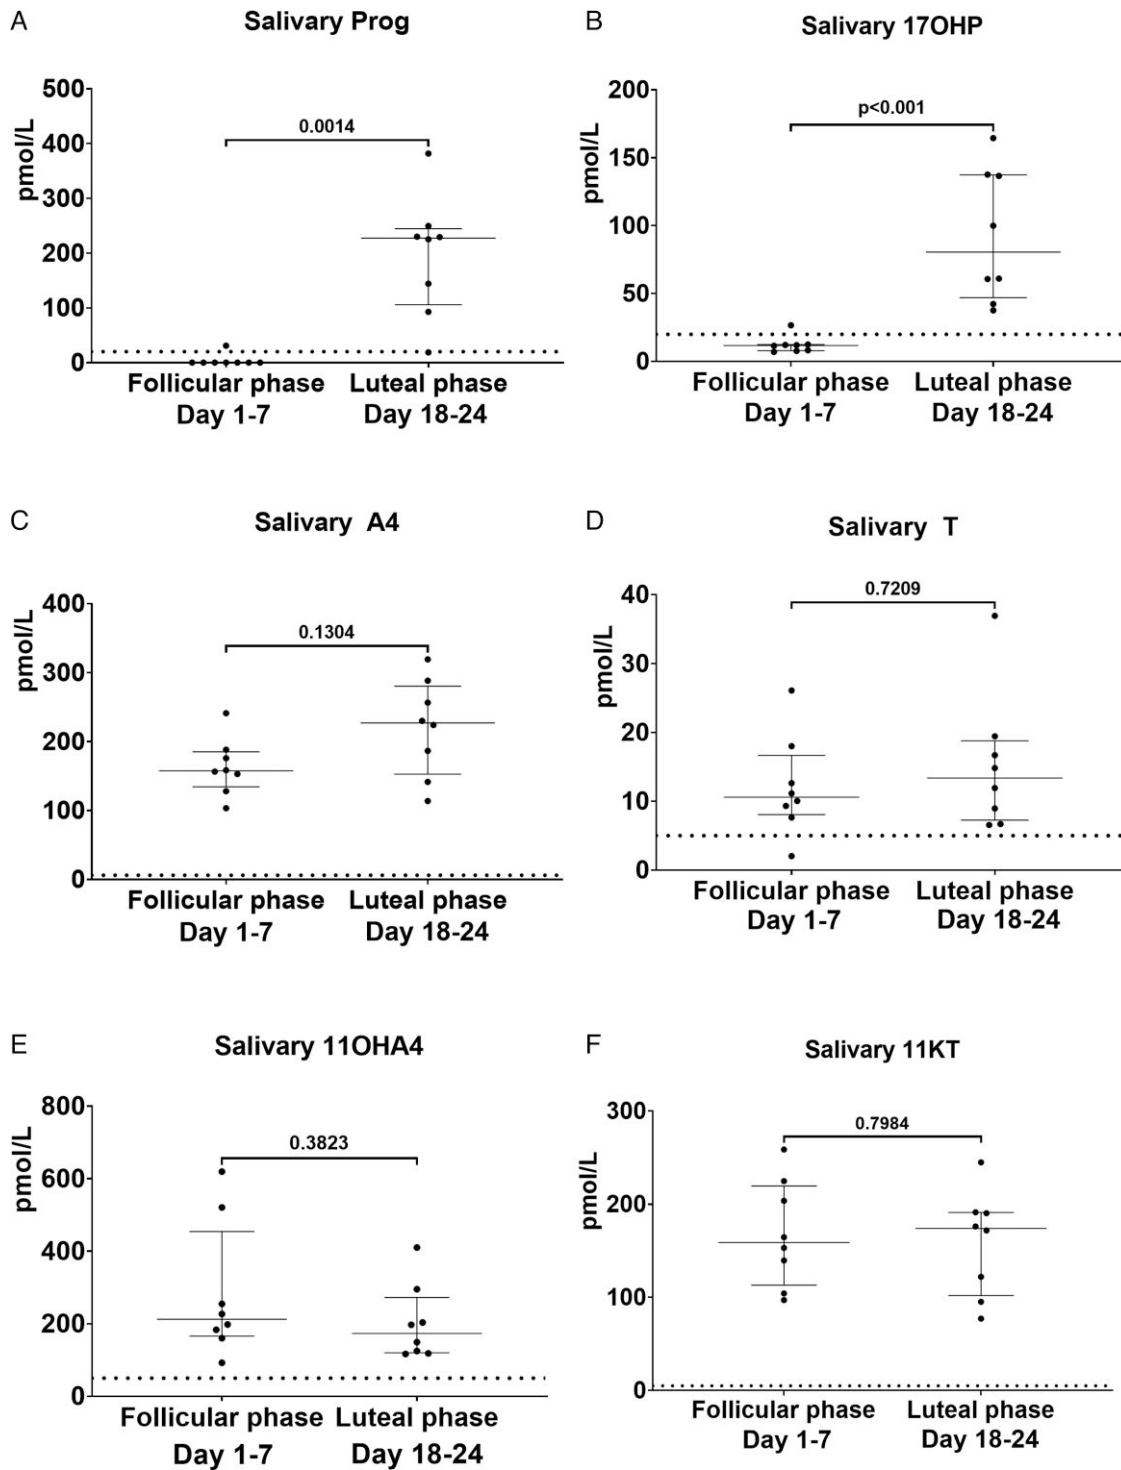 A
Salivary Prog
500
400
300
200
100
0
pmol/L
0.0014
Follicular phase
Day 1-7
Luteal phase
Day 18-24
B
Salivary 17OHP
200
150
100
50
0
pmol/L
p<0.001
Follicular phase
Day 1-7
Luteal phase
Day 18-24
C
Salivary A4
400
300
200
100
0
pmol/L
0.1304
Follicular phase
Day 1-7
Luteal phase
Day 18-24
D
Salivary T
40
30
20
10
0
pmol/L
0.7209
Follicular phase
Day 1-7
Luteal phase
Day 18-24
E
Salivary 11OHA4
800
600
400
200
0
pmol/L
0.3823
Follicular phase
Day 1-7
Luteal phase
Day 18-24
F
Salivary 11KT
300
200
100
0
pmol/L
0.7984
Follicular phase
Day 1-7
Luteal phase
Day 18-24